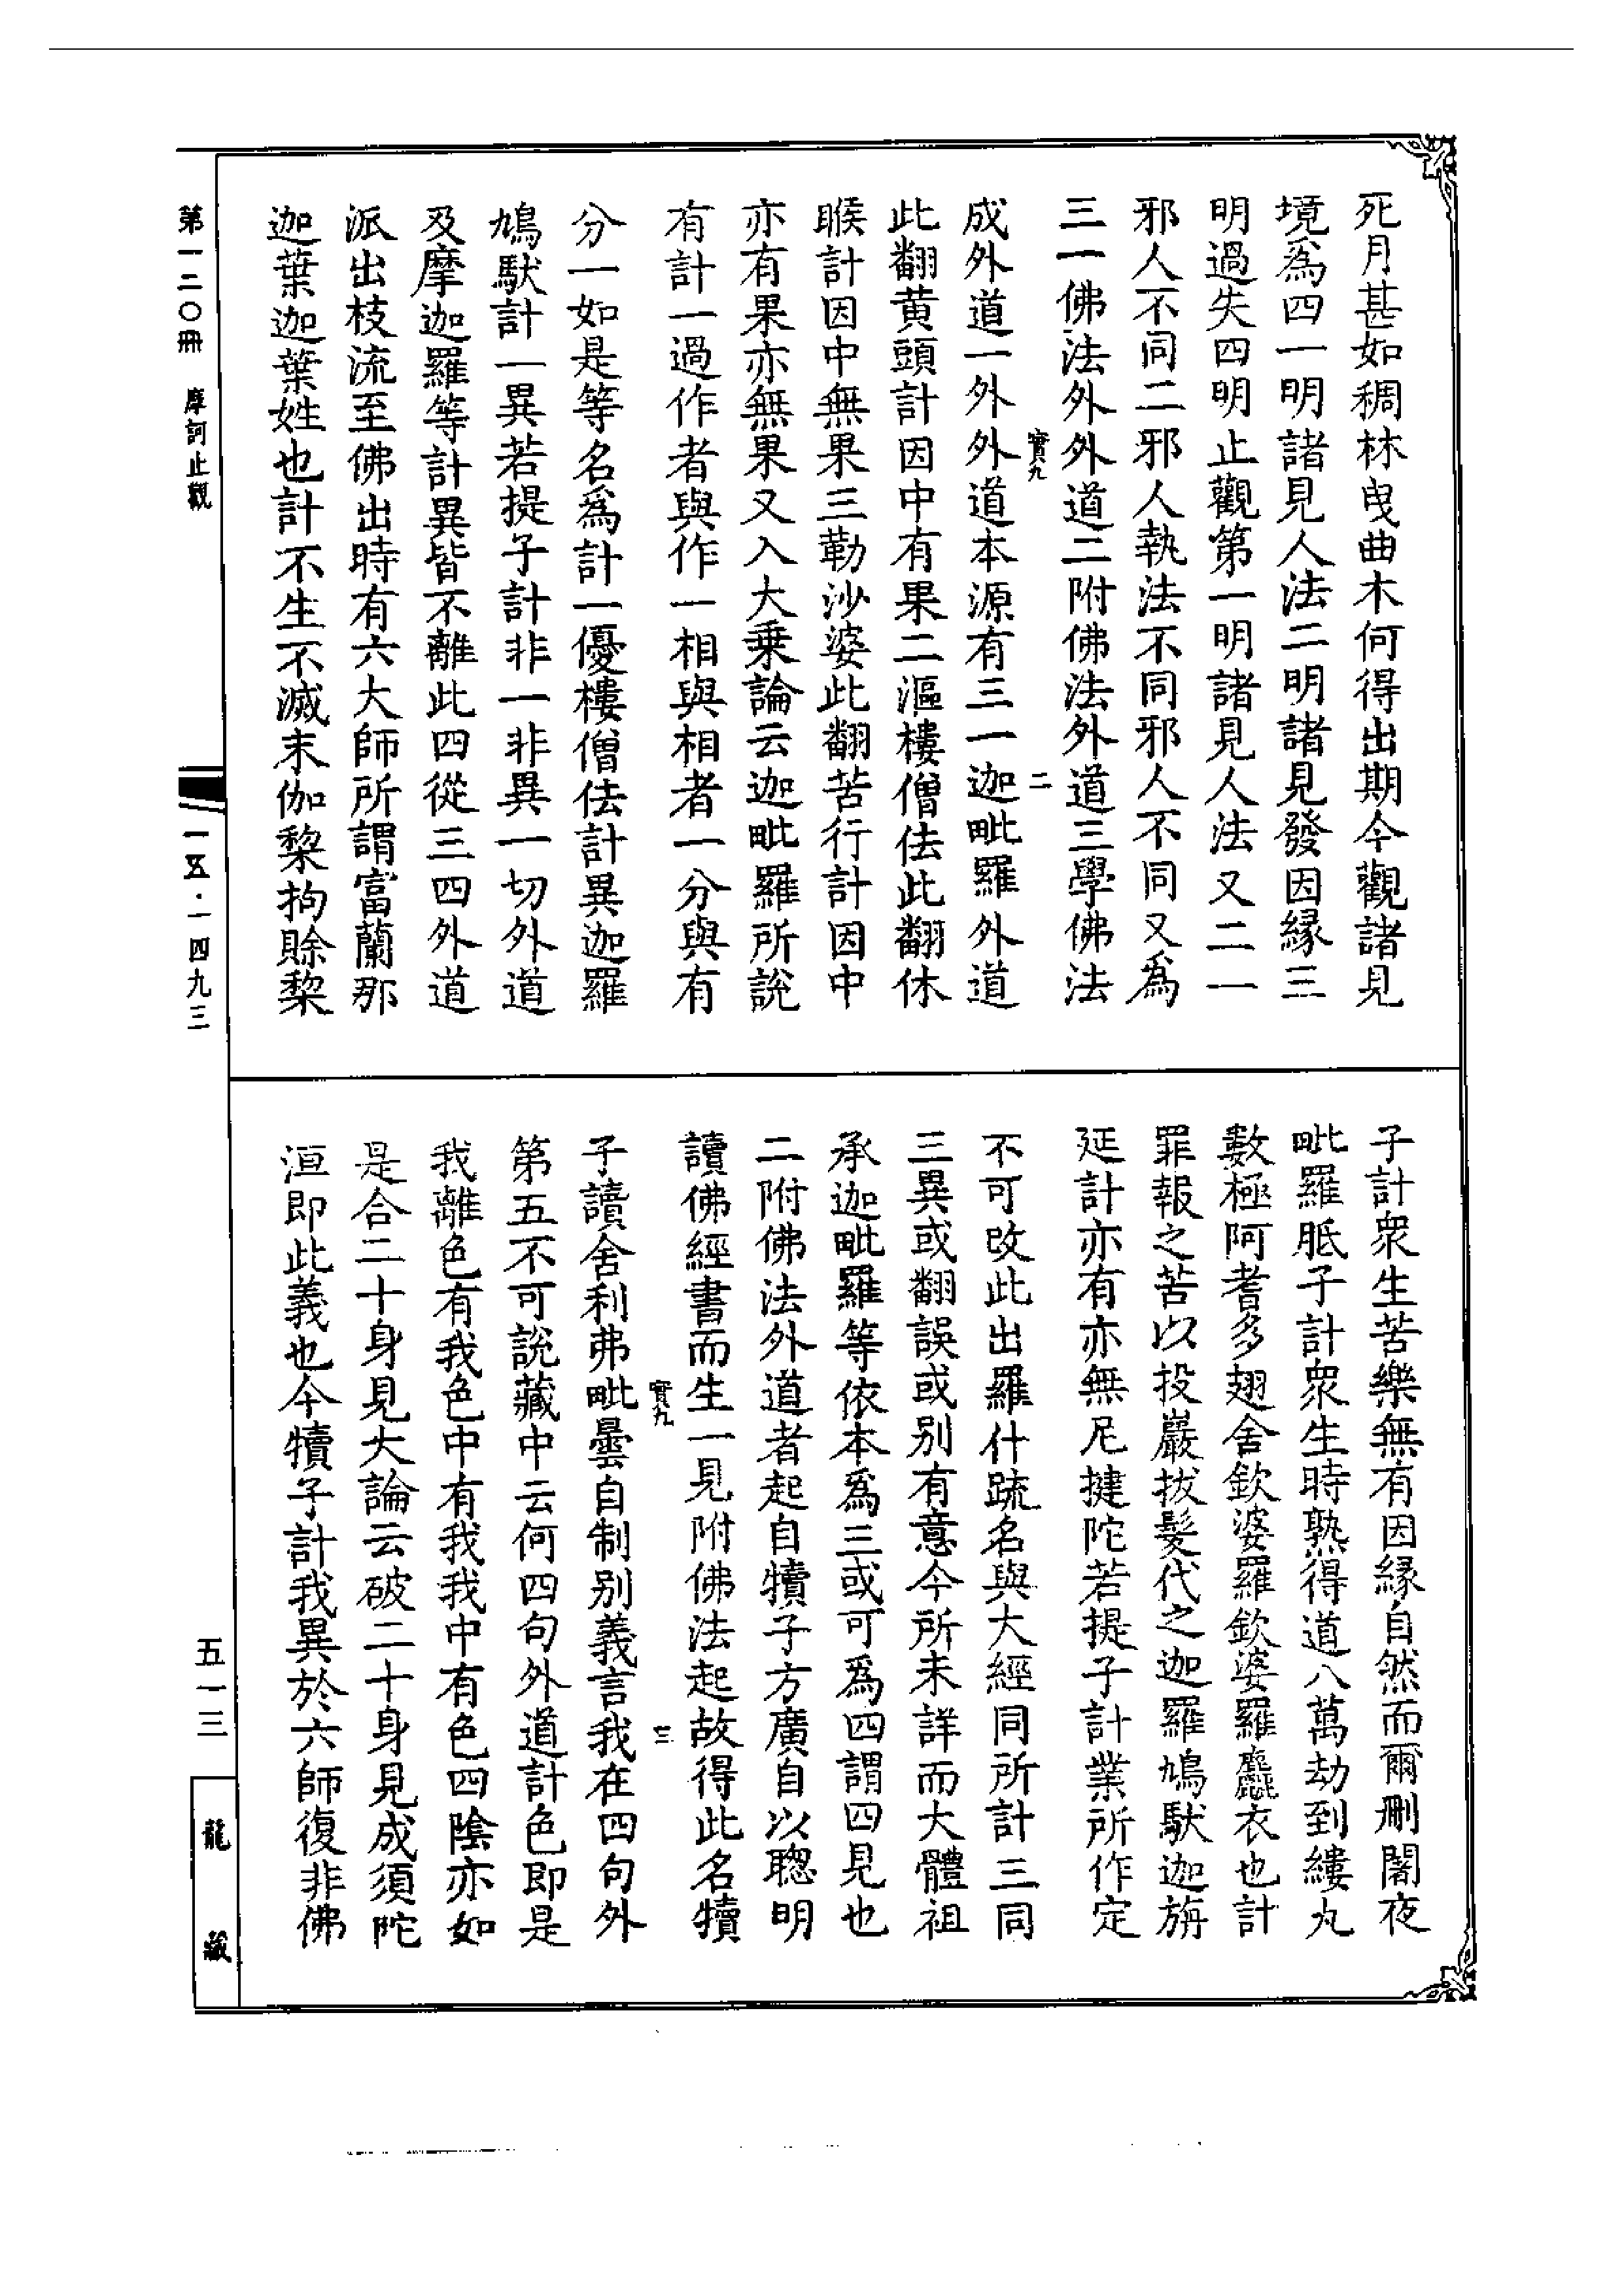 死月甚如稠林曳曲木何得出期今觀諸見
境爲四一明諸見人法二明諸見發因緣三
明過失四明止觀第一明諸見人法又二一
邪人不同二邪人執法不同邪人不同又爲
三一佛法外外道二附佛法外道三學佛法
實九 二
成外道一外外道本源有三一迦毗羅外道
此翻黄頭計因中有果二漚樓僧佉此翻休
睺計因中無果三勒沙婆此翻苦行計因中
亦有果亦無果又入大乗論云迦毗羅所說
有計一過作者與作一相與相者一分與有
分一如是等名爲計一優樓僧佉計異迦羅
鳩馱計一異若提子計非一非異一切外道
及摩迦羅等計異皆不離此四從三四外道
派出枝流至佛出時有六大師所謂富蘭那
迦葉迦葉姓也計不生不滅末伽棃拘賖棃
子計衆生苦樂無有因緣自然而爾刪闍夜
毗羅胝子計衆生時熟得道八萬劫到縷丸
數極阿耆多翅舍欽婆羅欽婆羅麤衣也計
罪報之苦以投巖拔髮代之迦羅鳩馱迦旃
延計亦有亦無尼揵陀若提子計業所作定
不可改此出羅什䟽名與大經同所計三同
三異或翻誤或別有意今所未詳而大體祖
承迦毗羅等依本爲三或可爲四謂四見也
二附佛法外道者起自犢子方廣自以聰明
讀佛經書而生一見附佛法起故得此名犢
實九 三
子讀舍利弗毗曇自制別義言我在四句外
第五不可說藏中云何四句外道計色即是
我離色有我色中有我我中有色四陰亦如
是合二十身見大論云破二十身見成須陀
洹即此義也今犢子計我異於六師復非佛
第一二〇冊 摩訶止觀
一五·一四九三
五一三
龍藏